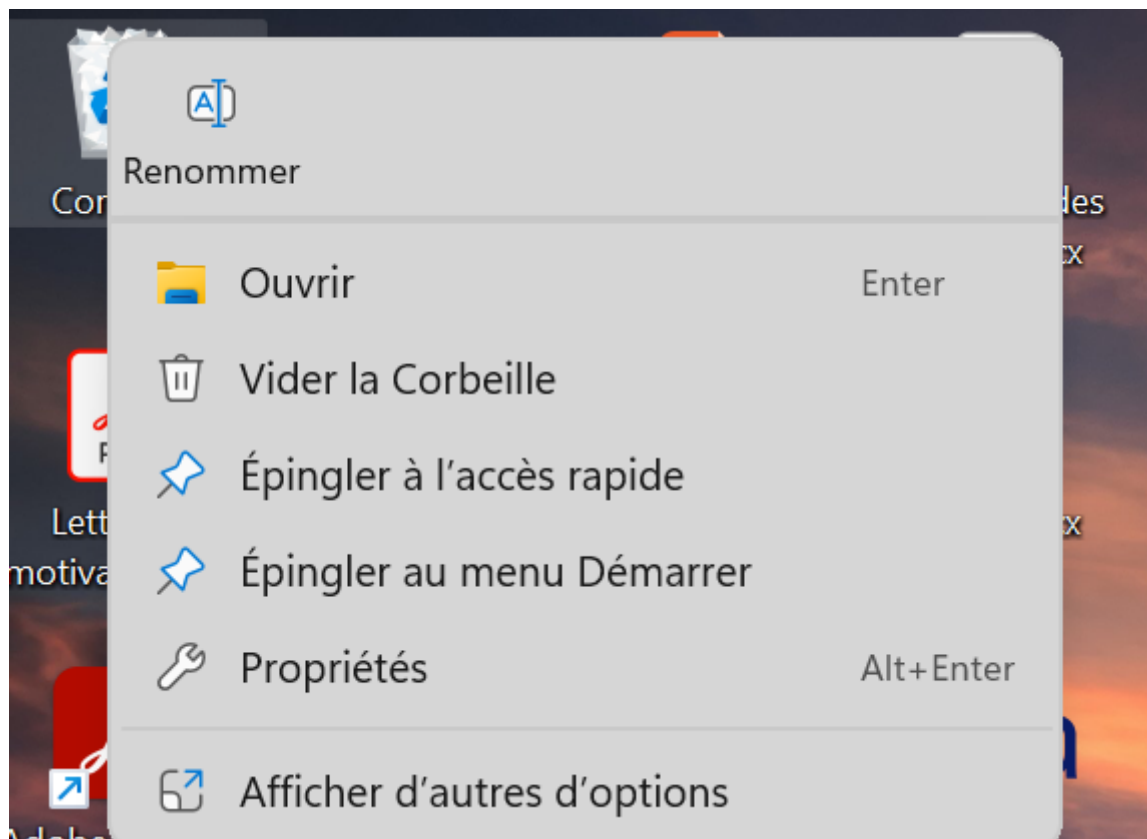 Renommer
Ouvrir Enter
Vider la Corbeille
Épingler à l'accès rapide
Épingler au menu Démarrer
Propriétés Alt+Enter
Afficher d'autres d'options